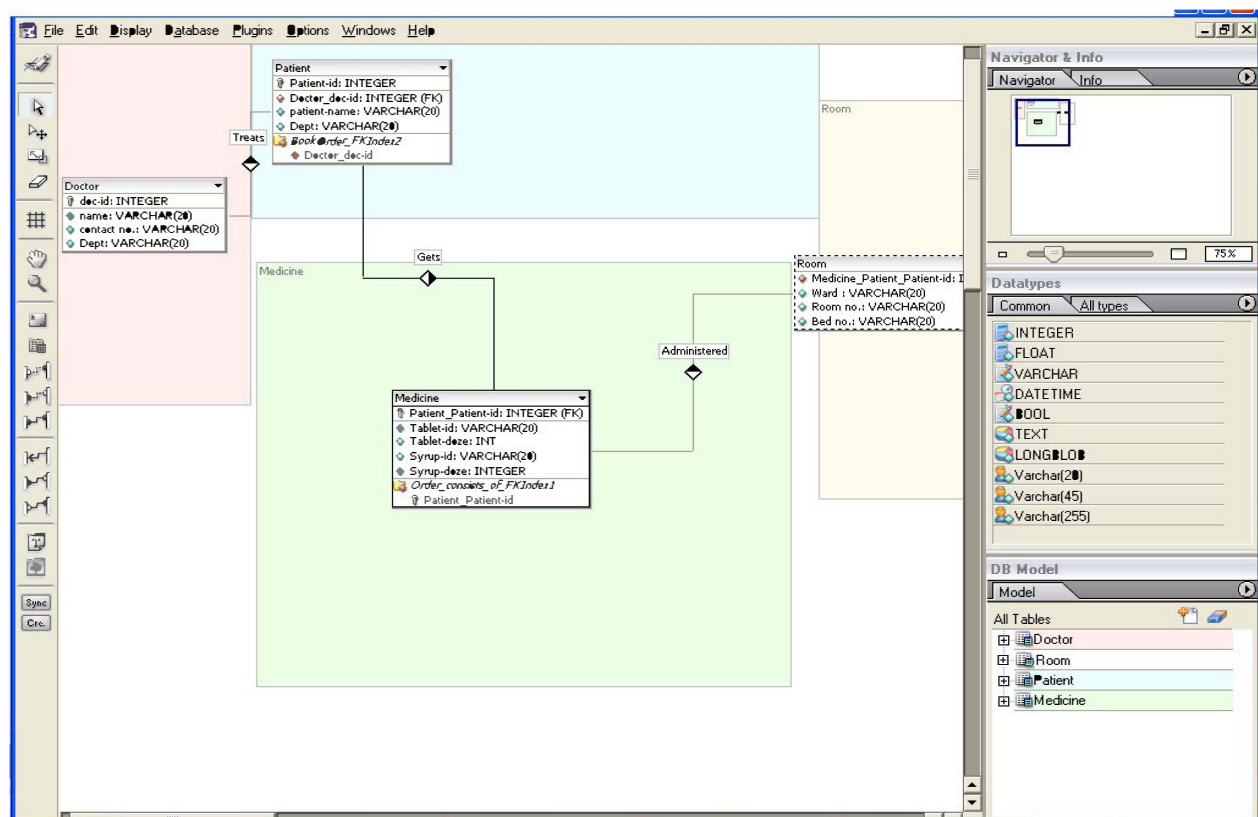 File Edit Display Database Plugins Options Windows Help
Navigator & Info
Navigator Info
75%
Datatypes
Common All types
INTEGER
FLOAT
VARCHAR
DATETIME
BOOL
TEXT
LONGBLOB
Varchar(20)
Varchar(45)
Varchar(255)
DB Model
Model
All Tables
Doctor
Room
Patient
Medicine
Sync
Cre.
Patient
Patient-id: INTEGER
Doctor_doc-id: INTEGER (FK)
patient-name: VARCHAR(20)
Dept: VARCHAR(20)
BookOrder_FKIndex2
Doctor_doc-id
Treats
Doctor
doc-id: INTEGER
name: VARCHAR(20)
contact no.: VARCHAR(20)
Dept: VARCHAR(20)
Room
Gets
Medicine
Room
Medicine_Patient_Patient-id: I
Ward : VARCHAR(20)
Room no.: VARCHAR(20)
Bed no.: VARCHAR(20)
Administered
Medicine
Patient_Patient-id: INTEGER (FK)
Tablet-id: VARCHAR(20)
Tablet-doze: INT
Syrup-id: VARCHAR(20)
Syrup-doze: INTEGER
Order_consists_of_FKIndex1
Patient_Patient-id